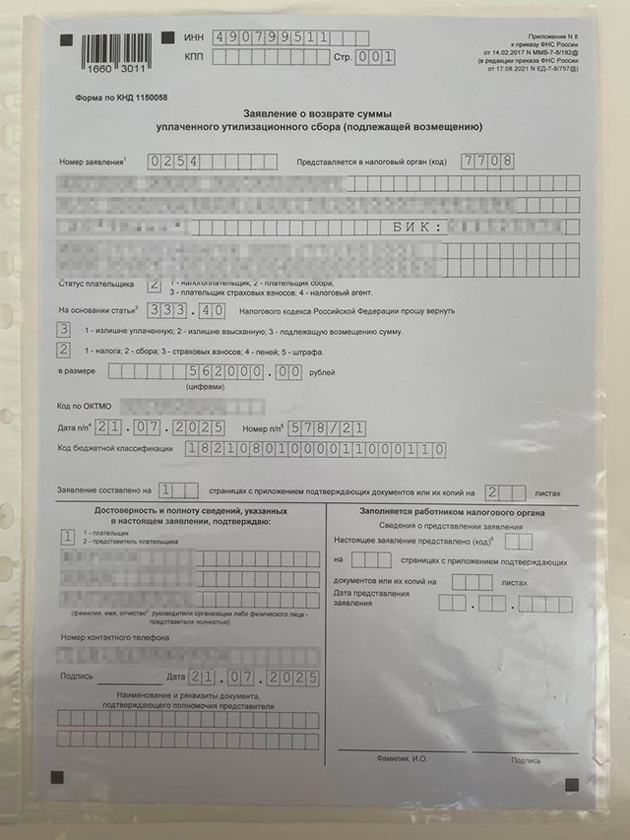 ИНН 490799511
Приложение N 8
КПП Стр. 001
к приказу ФНС России
от 14.02.2017 N ММВ-7-8/182@
(в редакции приказа ФНС России
от 17.08.2021 N ЕД-7-8/757@)
1660 3011
Форма по КНД 1150058
Заявление о возврате суммы
уплаченного утилизационного сбора (подлежащей возмещению)
Номер заявления¹ 0254 Представляется в налоговый орган (код) 7708
БИК:
Статус плательщика 2 1 - налогоплательщик, 2 - плательщик сбора,
3 - плательщик страховых взносов, 4 - налоговый агент.
На основании статьи³ 333.40 Налогового кодекса Российской Федерации прошу вернуть
3 1 - излишне уплаченную; 2 - излишне взысканную; 3 - подлежащую возмещению сумму.
2 1 - налога; 2 - сбора; 3 - страховых взносов; 4 - пеней; 5 - штрафа.
в размере 562000.00 рублей
(цифрами)
Код по ОКТМО
Дата п/п⁴ 21.07.2025 Номер п/п⁵ 578/21
Код бюджетной классификации 18210801000011000110
Заявление составлено на 1 страницах с приложением подтверждающих документов или их копий на 2 листах
Достоверность и полноту сведений, указанных
в настоящем заявлении, подтверждаю:
1 1 - плательщик
2 - представитель плательщика
(фамилия, имя, отчество⁷ руководителя организации либо физического лица -
представителя полностью)
Номер контактного телефона
Подпись Дата 21.07.2025
Наименование и реквизиты документа,
подтверждающего полномочия представителя
Заполняется работником налогового органа
Сведения о представлении заявления
Настоящее заявление представлено (код)⁶
на страницах с приложением подтверждающих
документов или их копий на листах
Дата представления
заявления . .
Фамилия, И.О. Подпись